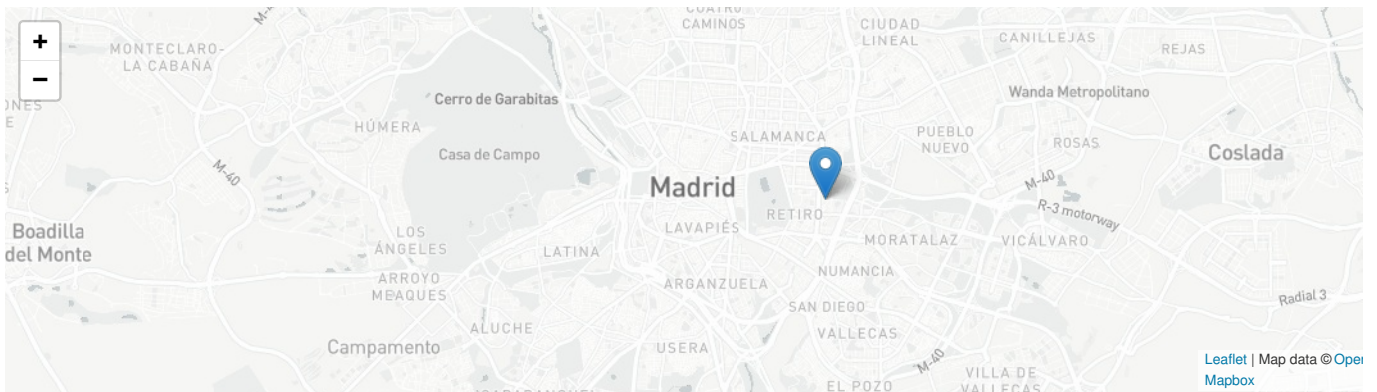 CUATRO
CAMINOS
CIUDAD
LINEAL
CANILLEJAS
REJAS
MONTECLARO-
LA CABAÑA
+
−
Cerro de Garabitas
Wanda Metropolitano
HÚMERA
SALAMANCA
PUEBLO
NUEVO
ROSAS
Casa de Campo
Coslada
M-40
M-40
Madrid
R-3 motorway
RETIRO
LAVAPIÉS
Boadilla
del Monte
LOS
ÁNGELES
LATINA
MORATALAZ
VICÁLVARO
ARROYO
MEAQUES
NUMANCIA
ARGANZUELA
SAN DIEGO
Radial 3
ALUCHE
VALLECAS
Campamento
USERA
M-40
VILLA DE
VALLECAS
EL POZO
Leaflet | Map data © Oper
Mapbox